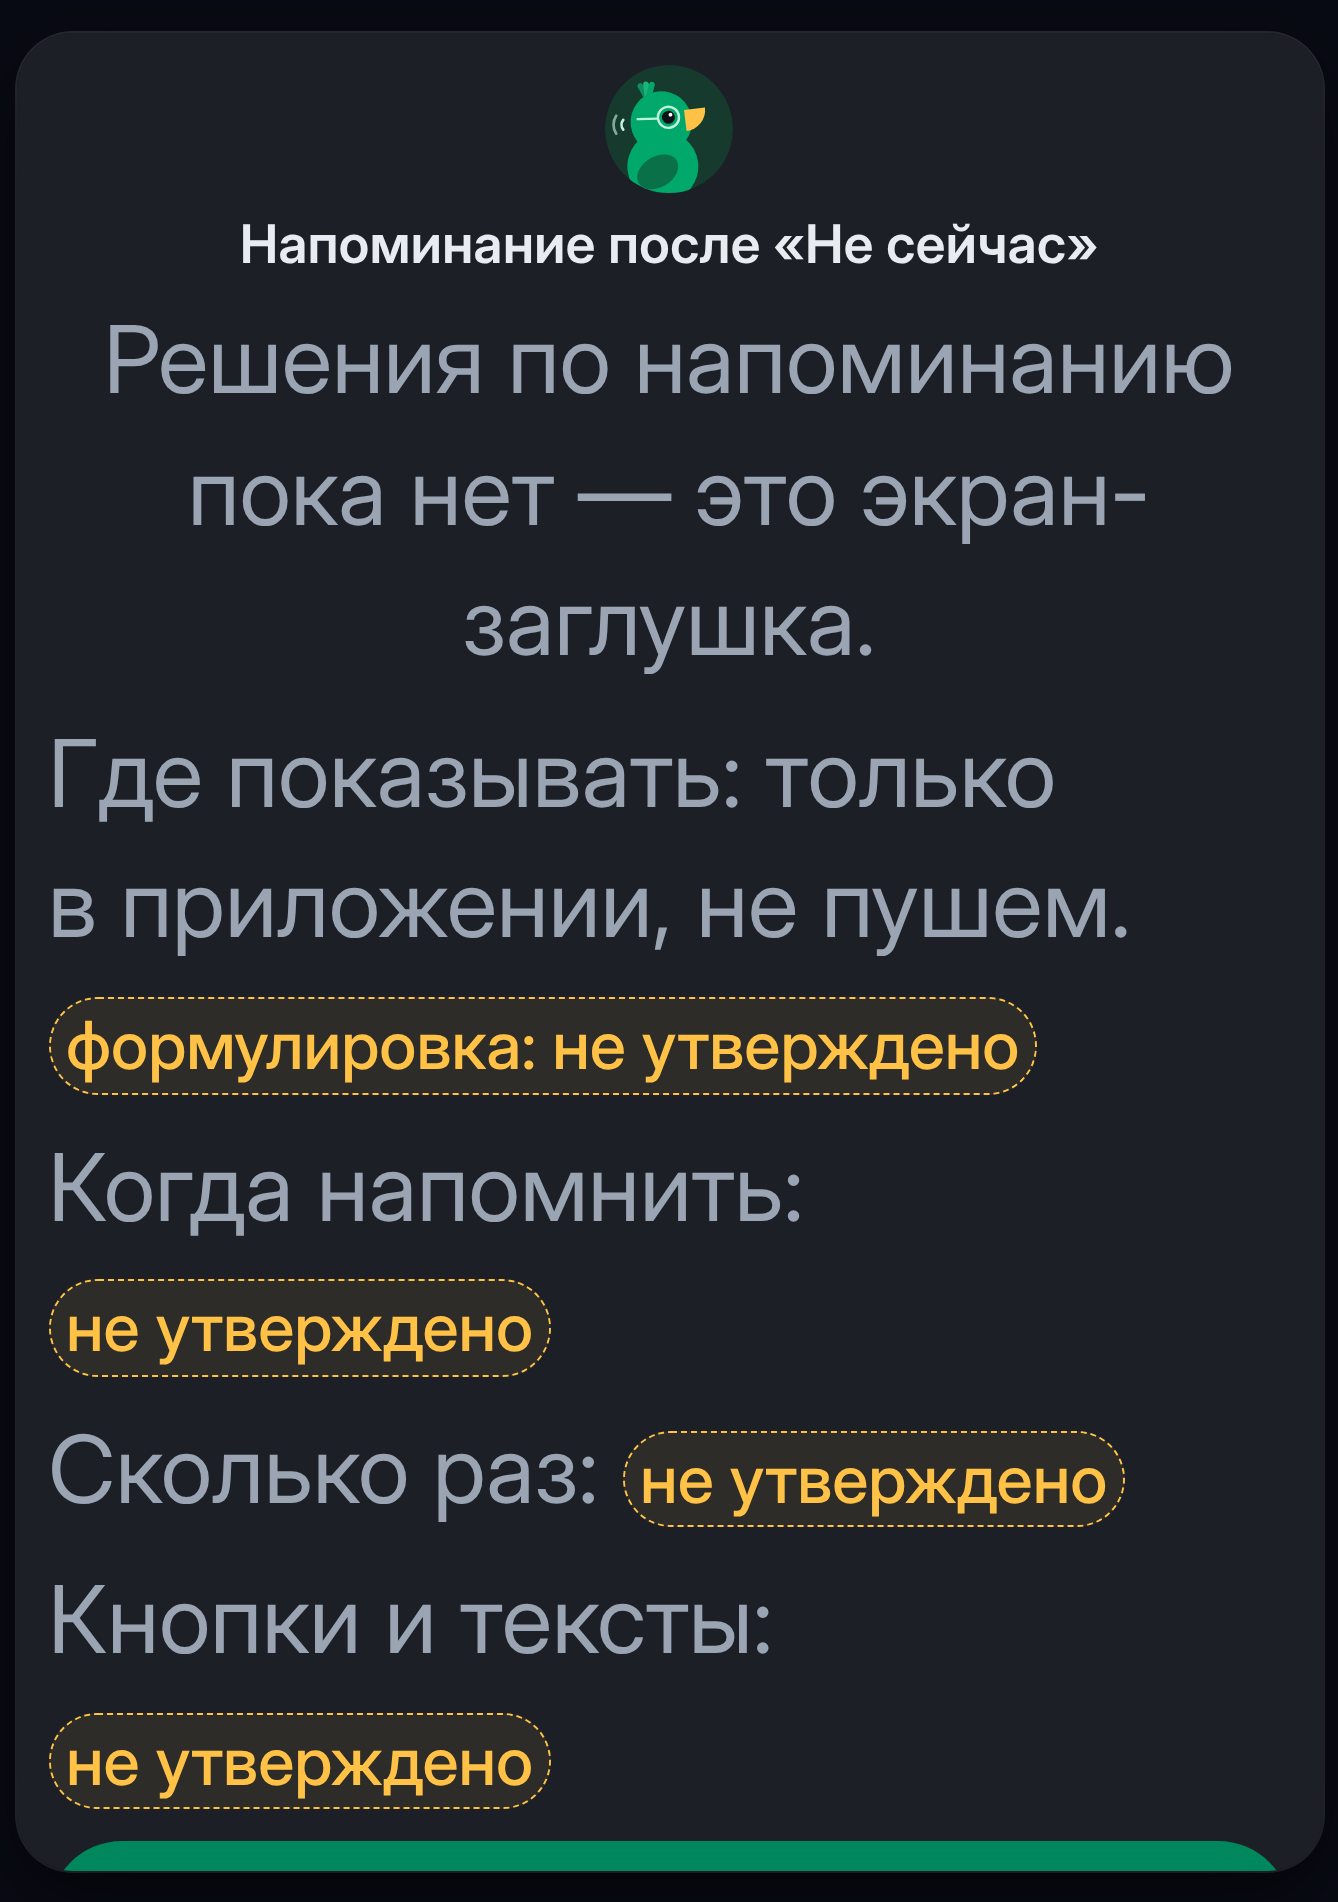 Напоминание после «Не сейчас»
Решения по напоминанию
пока нет — это экран-
заглушка.
Где показывать: только
в приложении, не пушем.
формулировка: не утверждено
Когда напомнить:
не утверждено
Сколько раз: не утверждено
Кнопки и тексты:
не утверждено